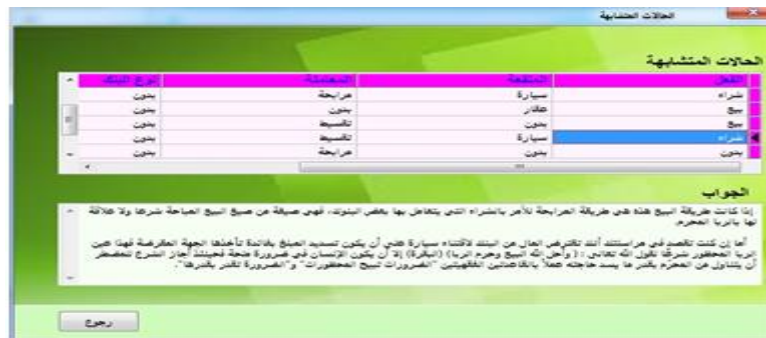 الحالات المتشابهة
الحالات المتشابهة
الفعل المنفعة المعاملة نوع البنك
شراء سيارة مرابحة بدون
بيع عقار بدون بدون
بيع بدون تقسيط بدون
شراء سيارة تقسيط بدون
بدون بدون مرابحة بدون
الجواب
إذا كانت طريقة البيع هذه هي طريقة المرابحة للأمر بالشراء التي يتعامل بها بعض البنوك، فهي صيغة من صيغ البيع المباحة شرعا ولا علاقة
لها بالربا المحرم
أما إن كنت تقصد في مراستند أنند تقترض المال من البنند لاقتناء سيارة على أن يكون تسديد المبلغ بفائدة تأخذها الجهة المقرضة فهذا عين
الربا المحظور شرعا لقول الله تعالى : ( وأحل الله البيع وحرم الربا) (البقرة) إلا أن يكون الإنسان في ضرورة ملحة فحينئذ أجاز الشرع للمضطر
أن يتناول من المحرم بقدر ما يسد حاجته عملا بالقاعدتين الفقهيتين "الضرورات تبيح المحظورات" و"الضرورة تقدر بقدرها".
رجوع